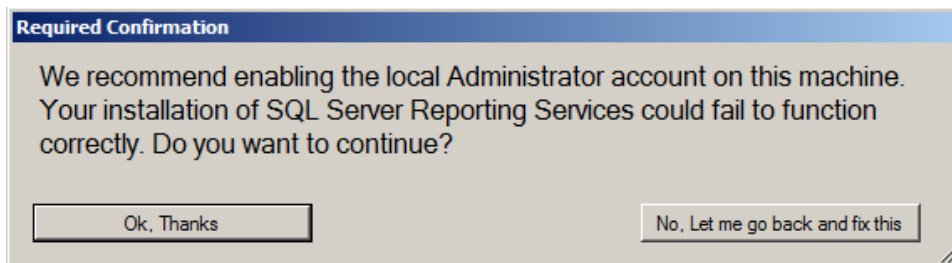 Required Confirmation
We recommend enabling the local Administrator account on this machine.
Your installation of SQL Server Reporting Services could fail to function
correctly. Do you want to continue?
Ok, Thanks
No, Let me go back and fix this